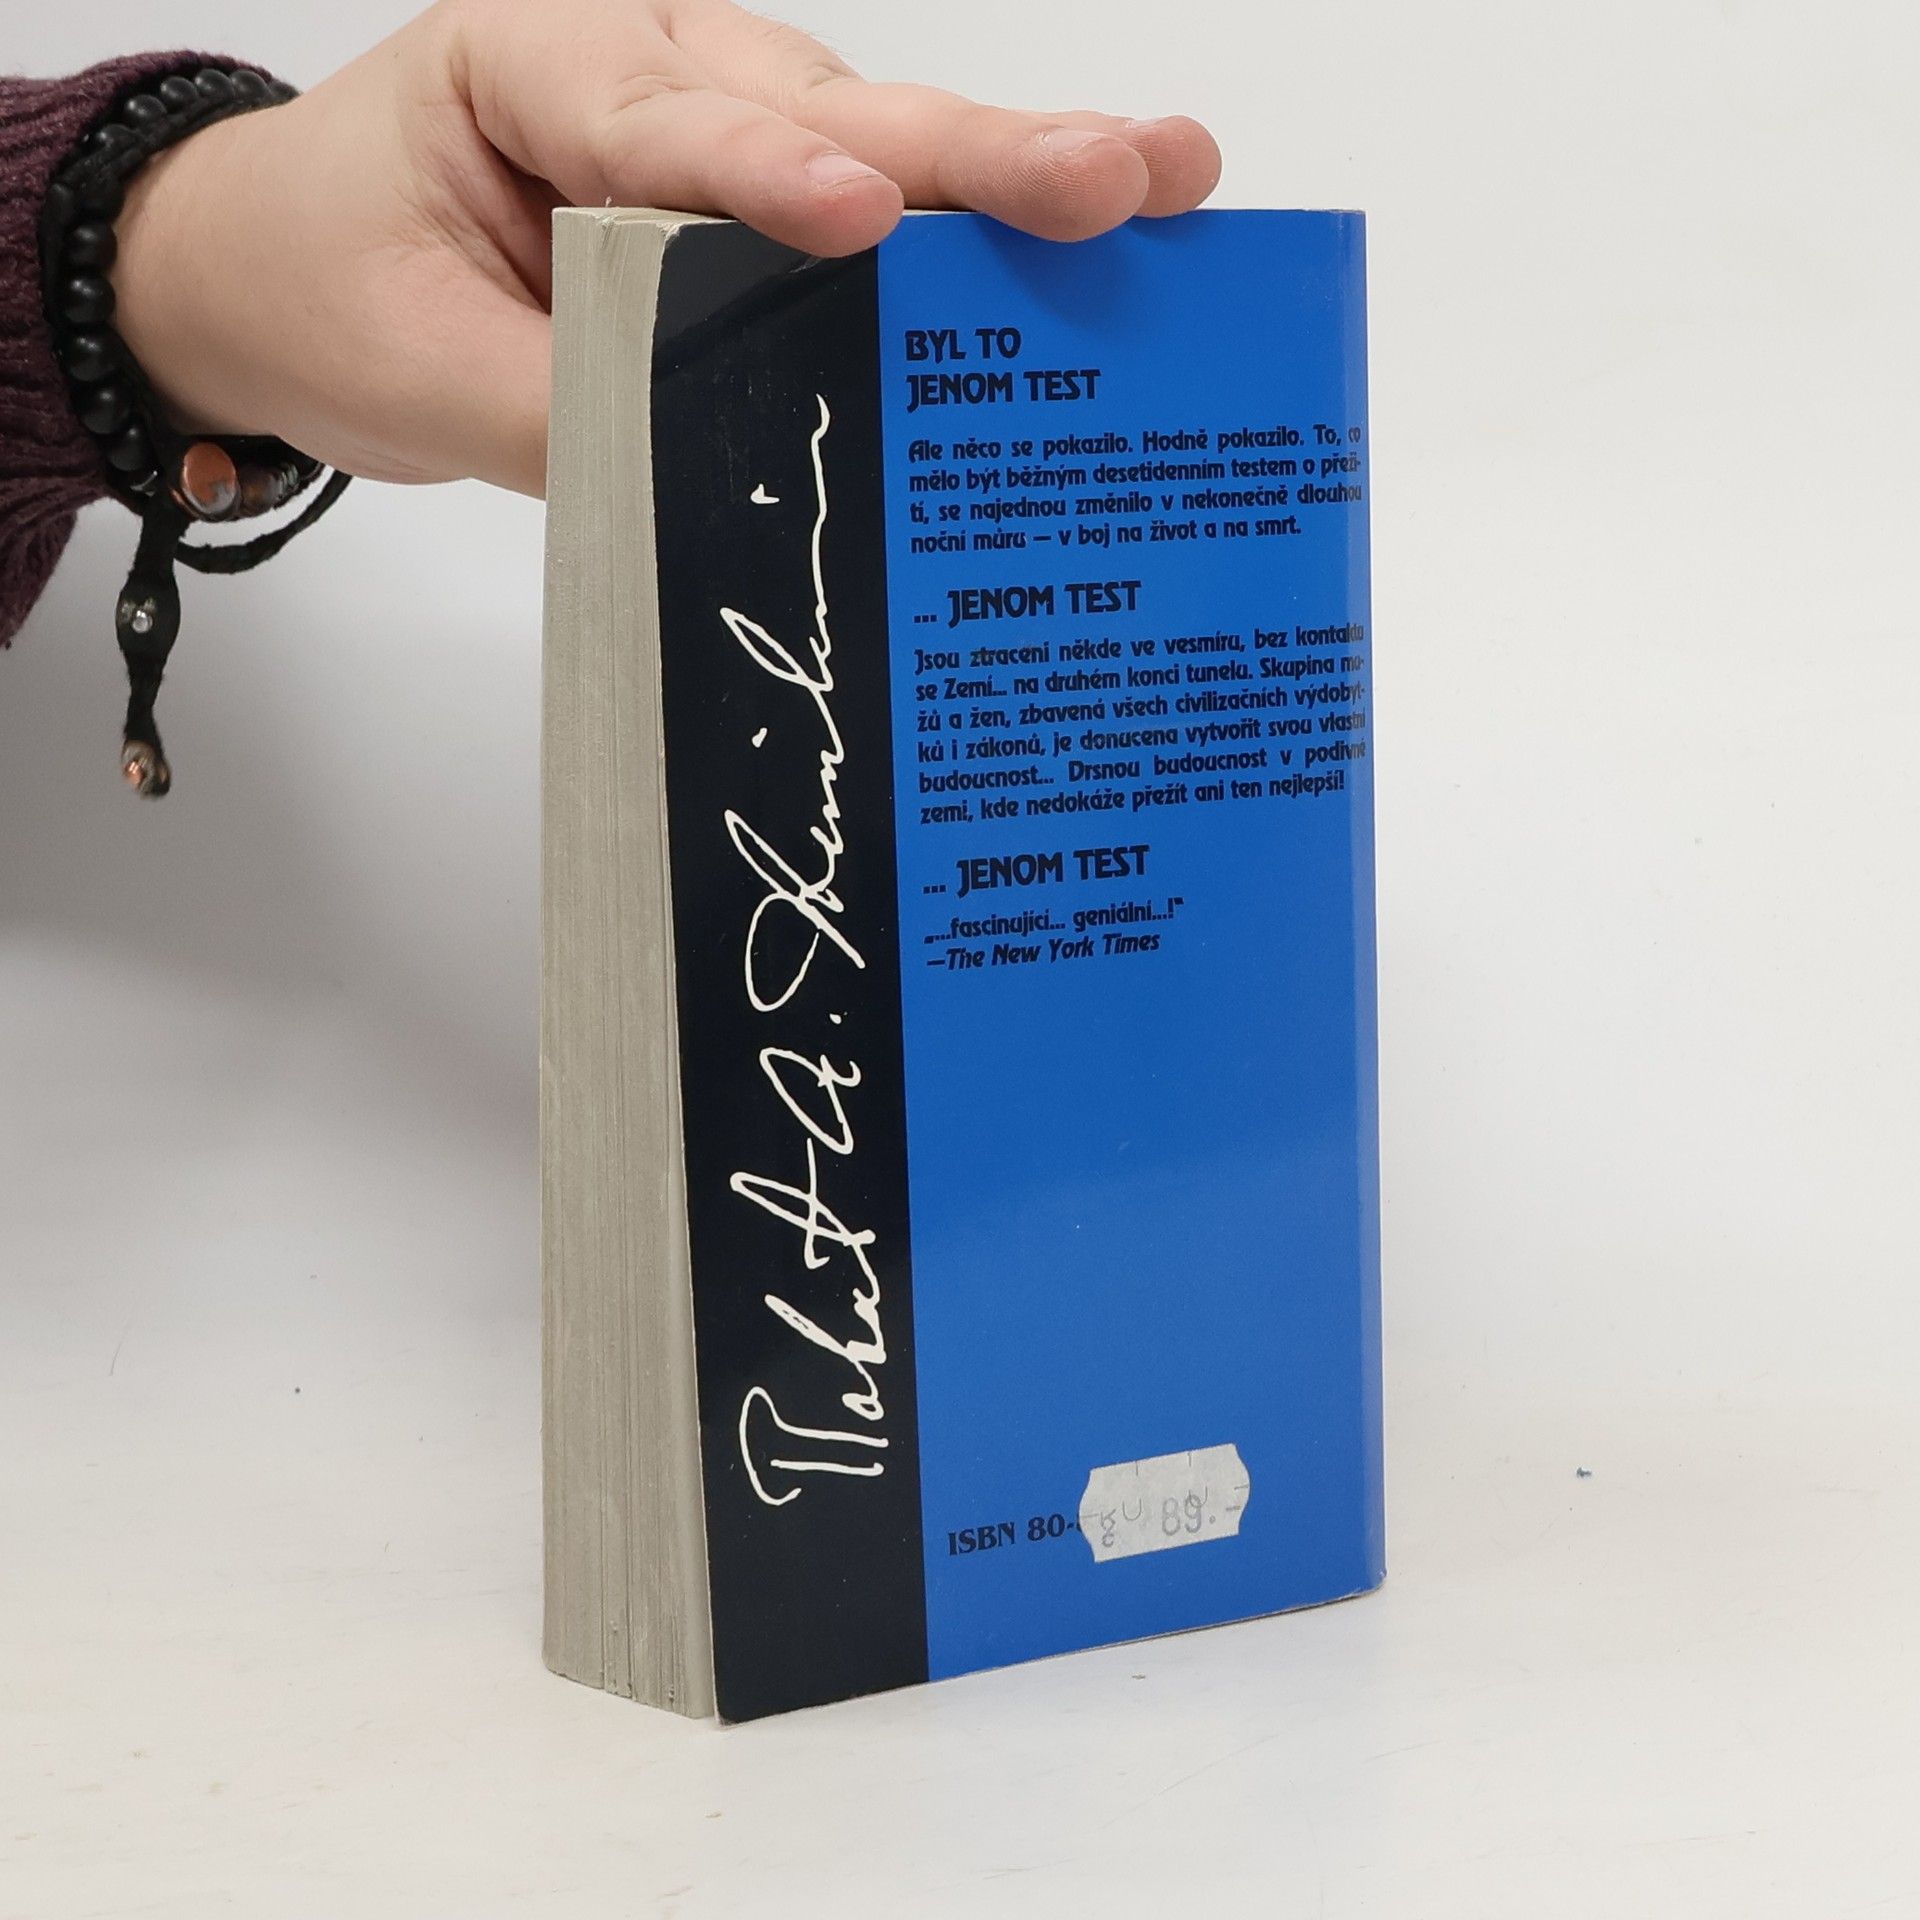 BYL TO
JENOM TEST
Ale něco se pokazilo. Hodně pokazilo. To, co
mělo být běžným desetidenním testem o přeži-
tí, se najednou změnilo v nekonečně dlouhou
noční můru — v boj na život a na smrt.
... JENOM TEST
Jsou ztraceni někde ve vesmíru, bez kontaktu
se Zemí... na druhém konci tunelu. Skupina mu-
žů a žen, zbavená všech civilizačních výdobyt-
ků i zákonů, je donucena vytvořit svou vlastní
budoucnost... Drsnou budoucnost v podivné
zemi, kde nedokáže přežít ani ten nejlepší!
... JENOM TEST
„...fascinující... geniální...!“
—The New York Times
Robert A. Heinlein
ISBN 80-
89.-